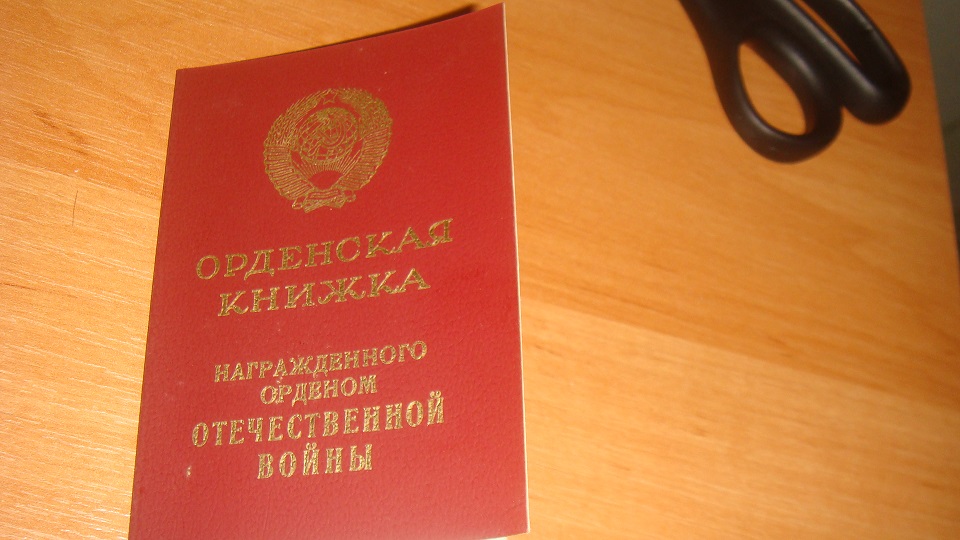 ОРДЕНСКАЯ
КНИЖКА
НАГРАЖДЕННОГО
ОРДЕНОМ
ОТЕЧЕСТВЕННОЙ
ВОЙНЫ